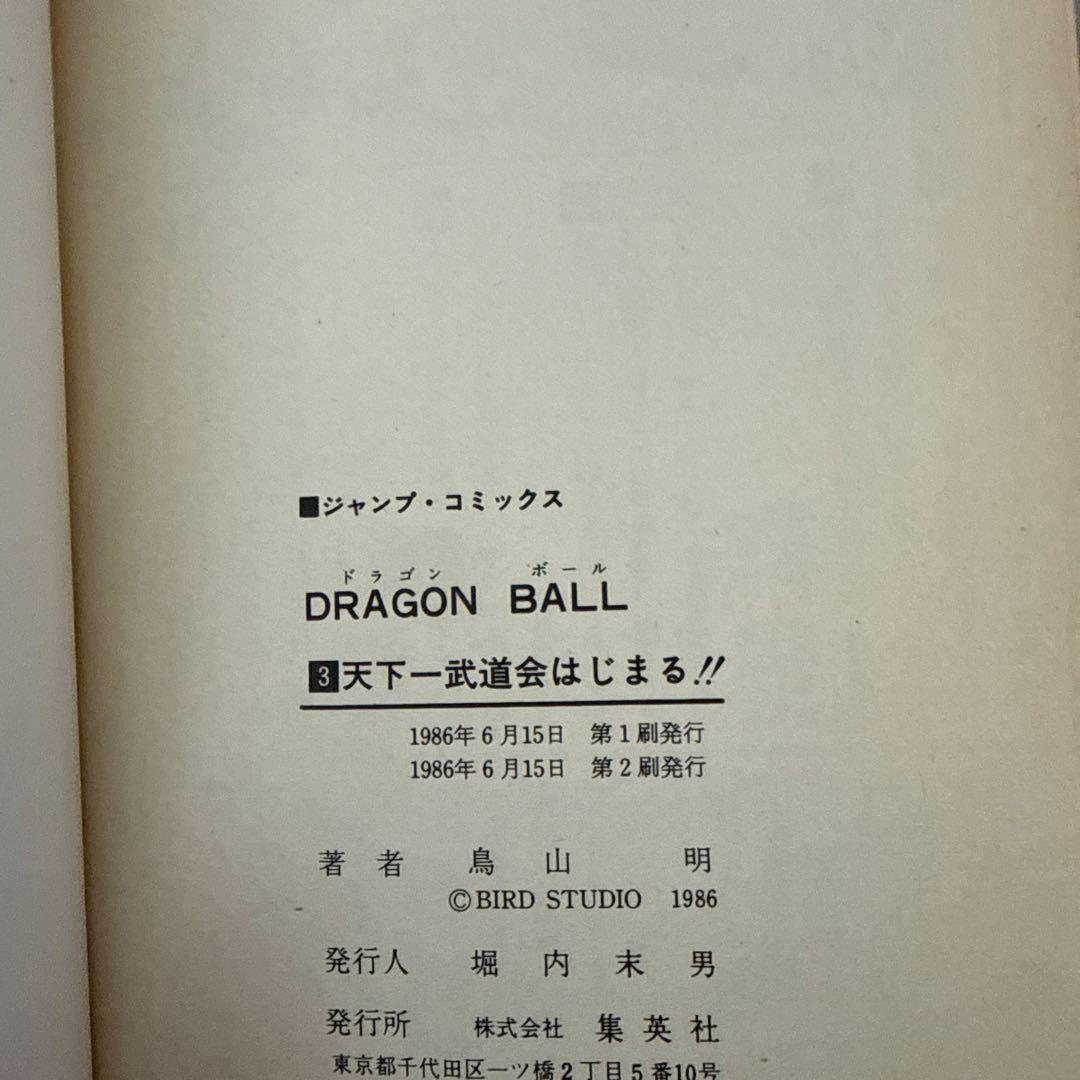 ■ジャンプ・コミックス
ドラゴン ボール
DRAGON BALL
3 天下一武道会はじまる!!
1986年6月15日 第1刷発行
1986年6月15日 第2刷発行
著者 鳥山 明
©BIRD STUDIO 1986
発行人 堀内末男
発行所 株式会社 集英社
東京都千代田区一ツ橋2丁目5番10号